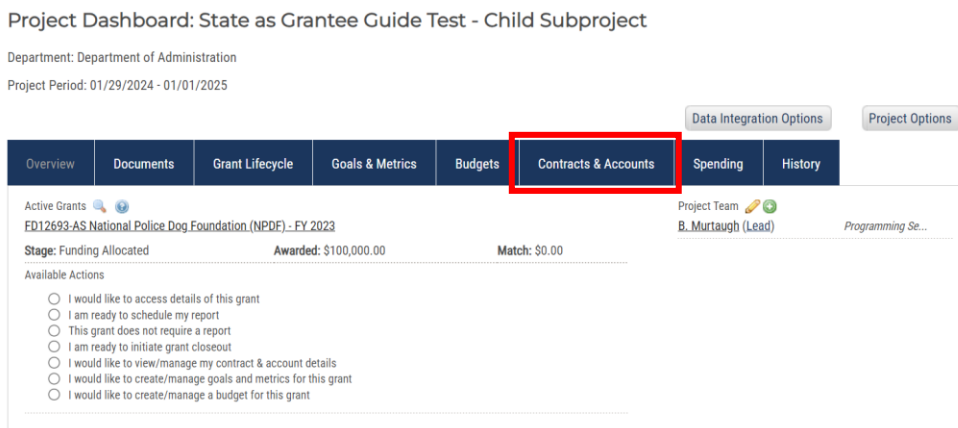 Project Dashboard: State as Grantee Guide Test - Child Subproject
Department: Department of Administration
Project Period: 01/29/2024 - 01/01/2025
Data Integration Options
Project Options
Overview
Documents
Grant Lifecycle
Goals & Metrics
Budgets
Contracts & Accounts
Spending
History
Active Grants
FD12693-AS National Police Dog Foundation (NPDF) - FY 2023
Stage: Funding Allocated
Awarded: $100,000.00
Match: $0.00
Available Actions
I would like to access details of this grant
I am ready to schedule my report
This grant does not require a report
I am ready to initiate grant closeout
I would like to view/manage my contract & account details
I would like to create/manage goals and metrics for this grant
I would like to create/manage a budget for this grant
Project Team
B. Murtaugh (Lead)
Programming Se...